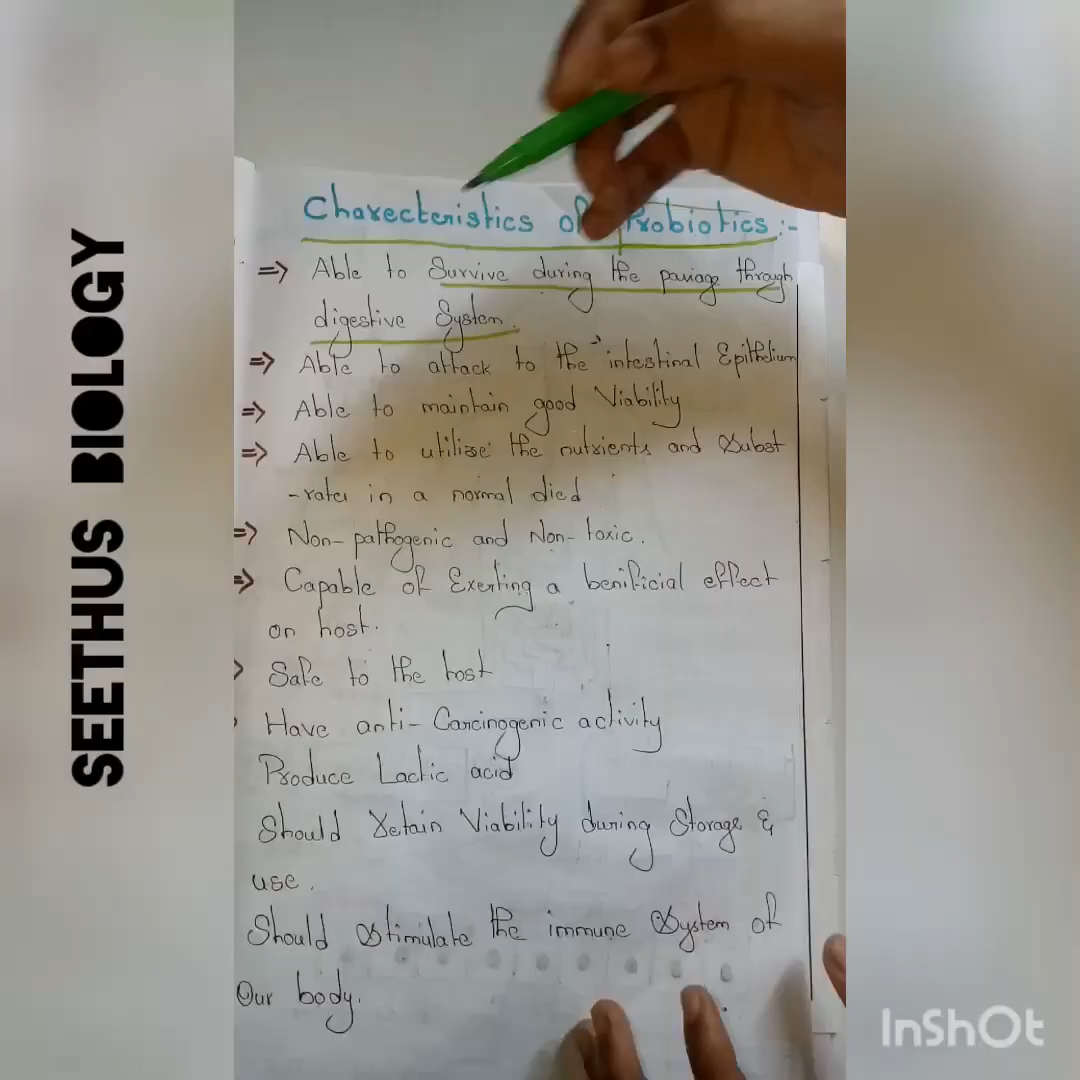 SEETHUS BIOLOGY
Charecteristics of Probiotics:-
=> Able to Survive during the paviage through
digestive System.
=> Able to attack to the intestinal Epithelium
=> Able to maintain good Viability
=> Able to utilise the nutrients and Subst
-rates in a normal died
=> Non-pathogenic and Non-toxic.
=> Capable of Exerting a benificial effect
on host.
> Safe to the host
Have anti-Carcinogenic activity
Produce Lactic acid
Should retain Viability during Storage &
use.
Should Stimulate the immune System of
Our body.
InShOt